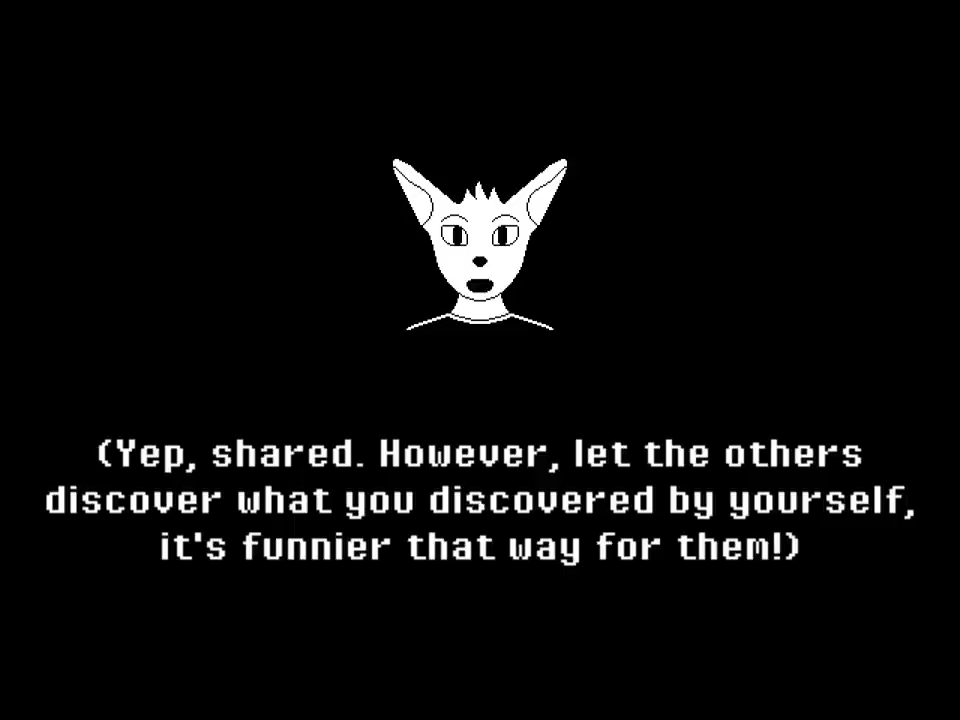 (Yep, shared. However, let the others
discover what you discovered by yourself,
it's funnier that way for them!)